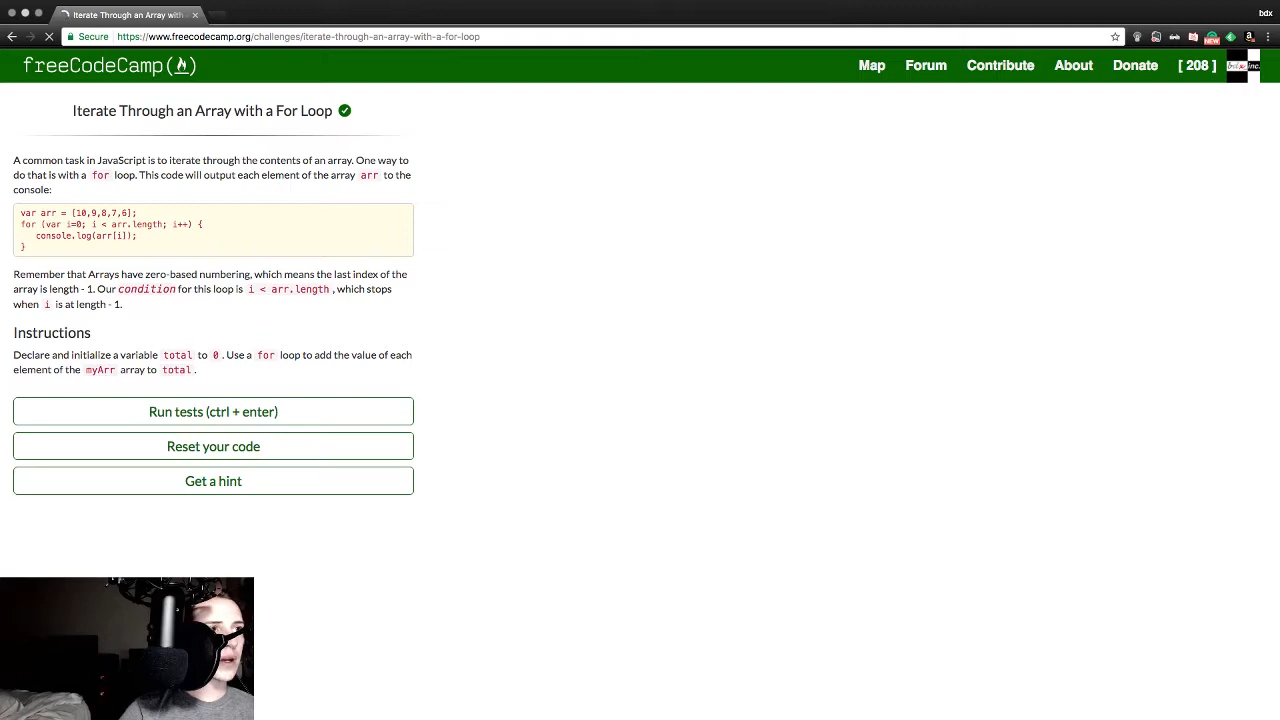 Iterate Through an Array with
bdx
Secure
https://www.freecodecamp.org/challenges/iterate-through-an-array-with-a-for-loop
NEW
freeCodeCamp
Map
Forum
Contribute
About
Donate
[ 208 ]
bdx inc.
Iterate Through an Array with a For Loop
A common task in JavaScript is to iterate through the contents of an array. One way to
do that is with a for loop. This code will output each element of the array arr to the
console:
var arr = [10,9,8,7,6];
for (var i=0; i < arr.length; i++) {
console.log(arr[i]);
}
Remember that Arrays have zero-based numbering, which means the last index of the
array is length - 1. Our condition for this loop is i < arr.length, which stops
when i is at length - 1.
Instructions
Declare and initialize a variable total to 0. Use a for loop to add the value of each
element of the myArr array to total.
Run tests (ctrl + enter)
Reset your code
Get a hint